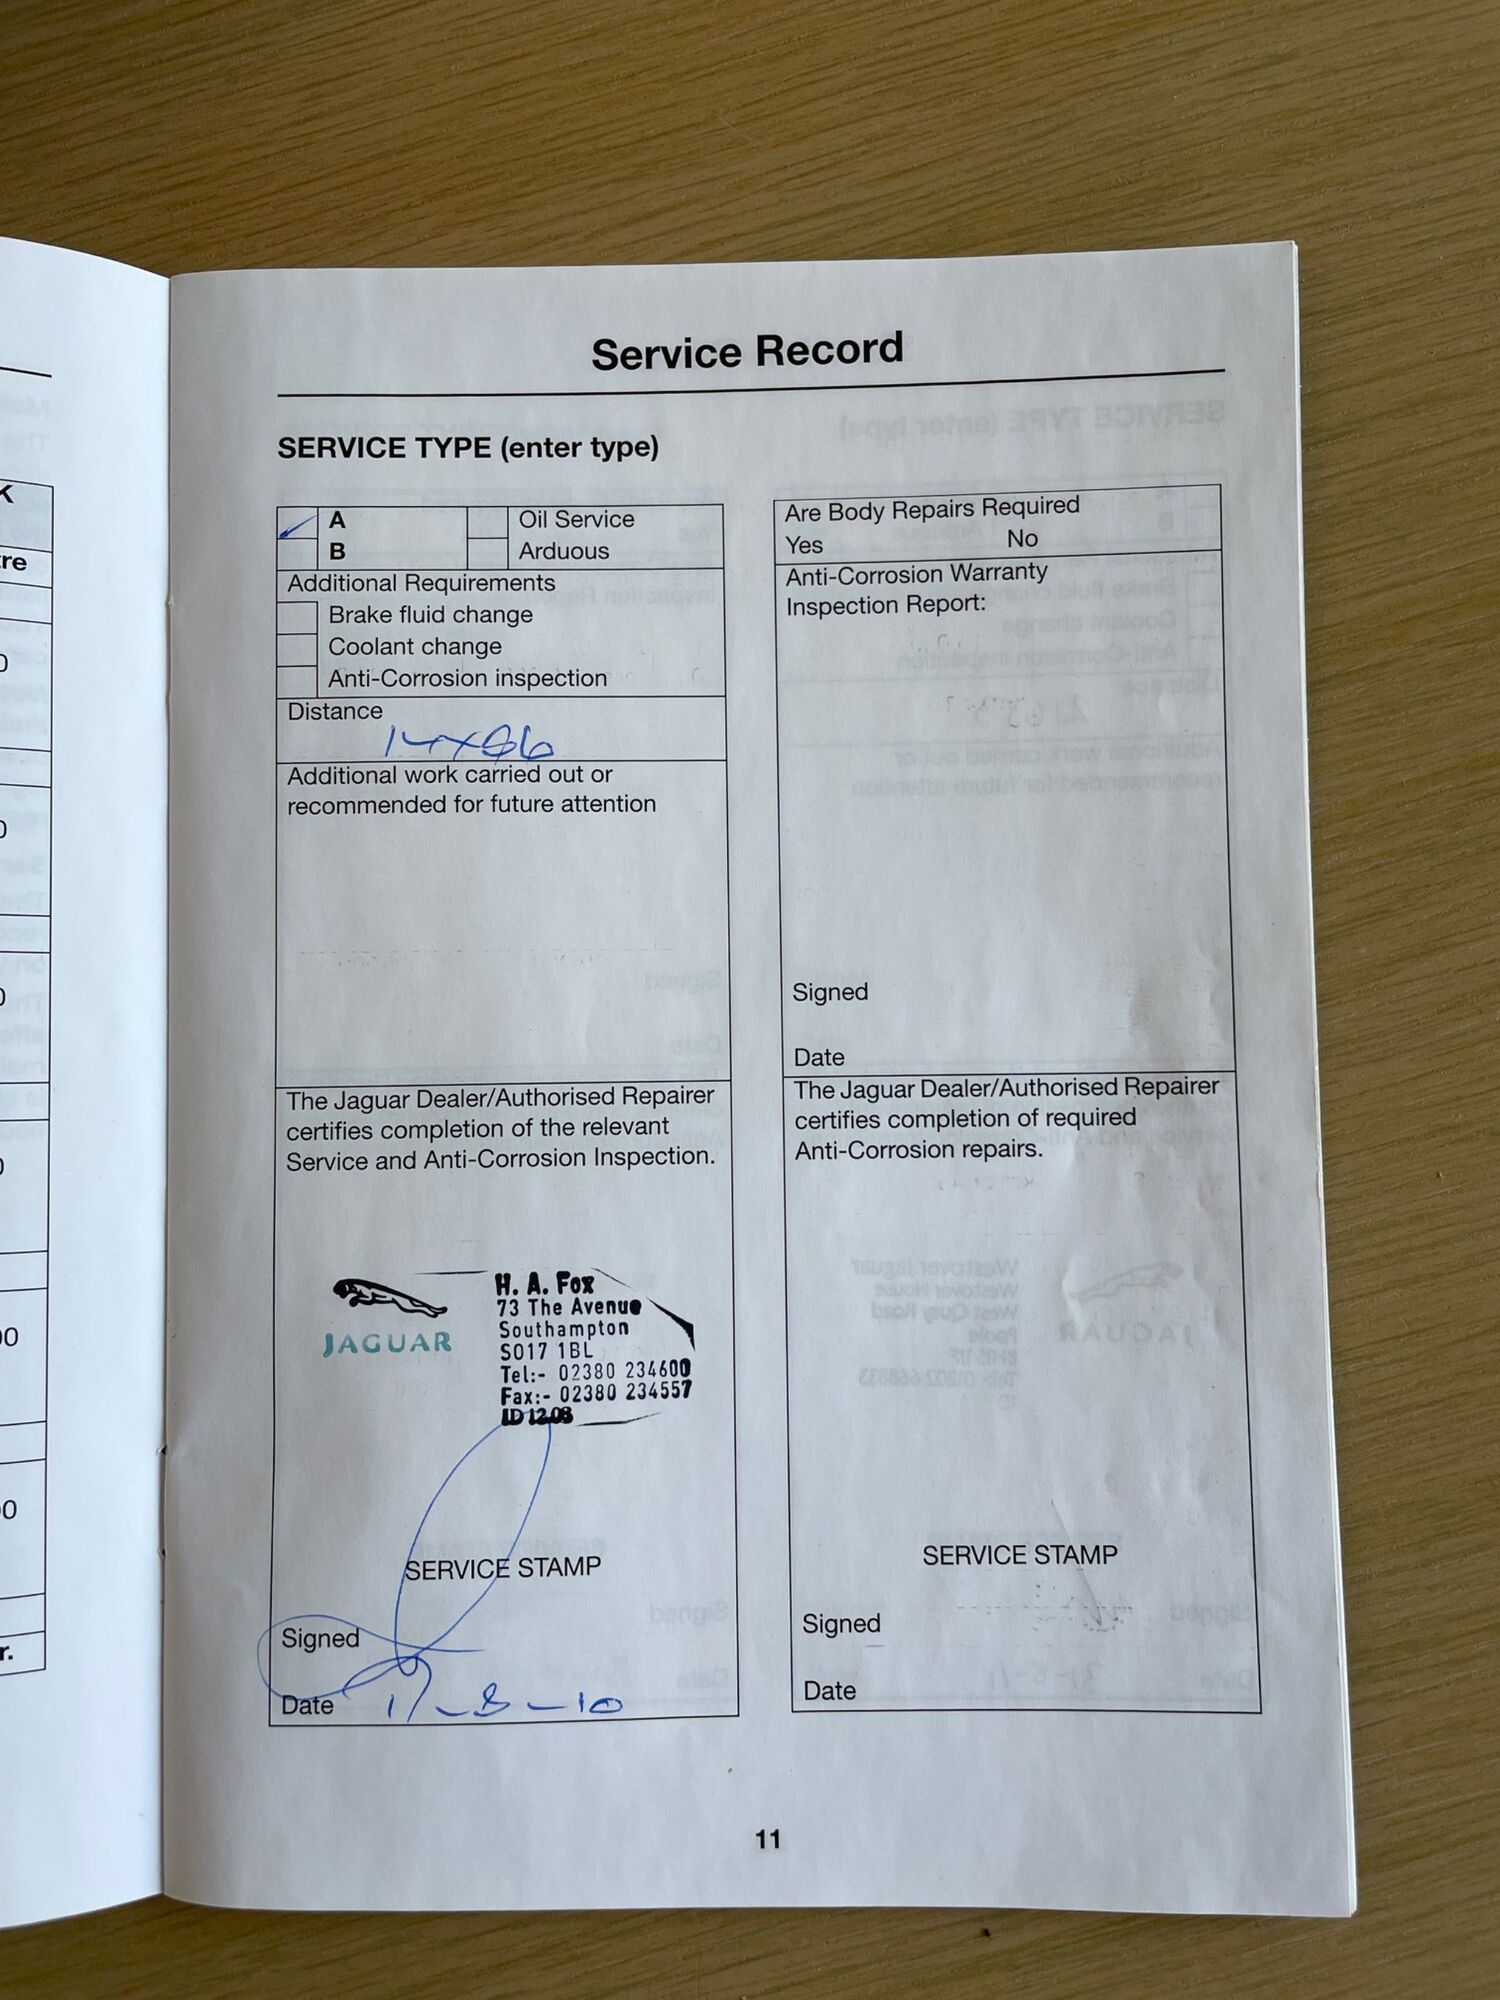 Service Record
SERVICE TYPE (enter type)
A
Oil Service
B
Arduous
Additional Requirements
Brake fluid change
Coolant change
Anti-Corrosion inspection
Distance
Additional work carried out or
recommended for future attention
The Jaguar Dealer/Authorised Repairer
certifies completion of the relevant
Service and Anti-Corrosion Inspection.
JAGUAR
H. A. Fox
73 The Avenue
Southampton
SO17 1BL
Tel:- 02380 234600
Fax:- 02380 234557
SERVICE STAMP
Signed
Date 17-8-10
Are Body Repairs Required
Yes No
Anti-Corrosion Warranty
Inspection Report:
Signed
Date
The Jaguar Dealer/Authorised Repairer
certifies completion of required
Anti-Corrosion repairs.
SERVICE STAMP
Signed
Date
11